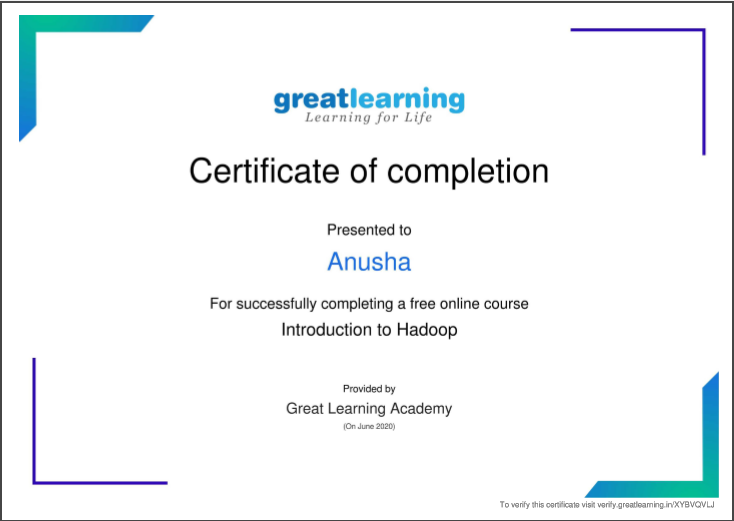 greatlearning
Learning for Life
Certificate of completion
Presented to
Anusha
For successfully completing a free online course
Introduction to Hadoop
Provided by
Great Learning Academy
(On June 2020)
To verify this certificate visit verify.greatlearning.in/XYBVQVLJ